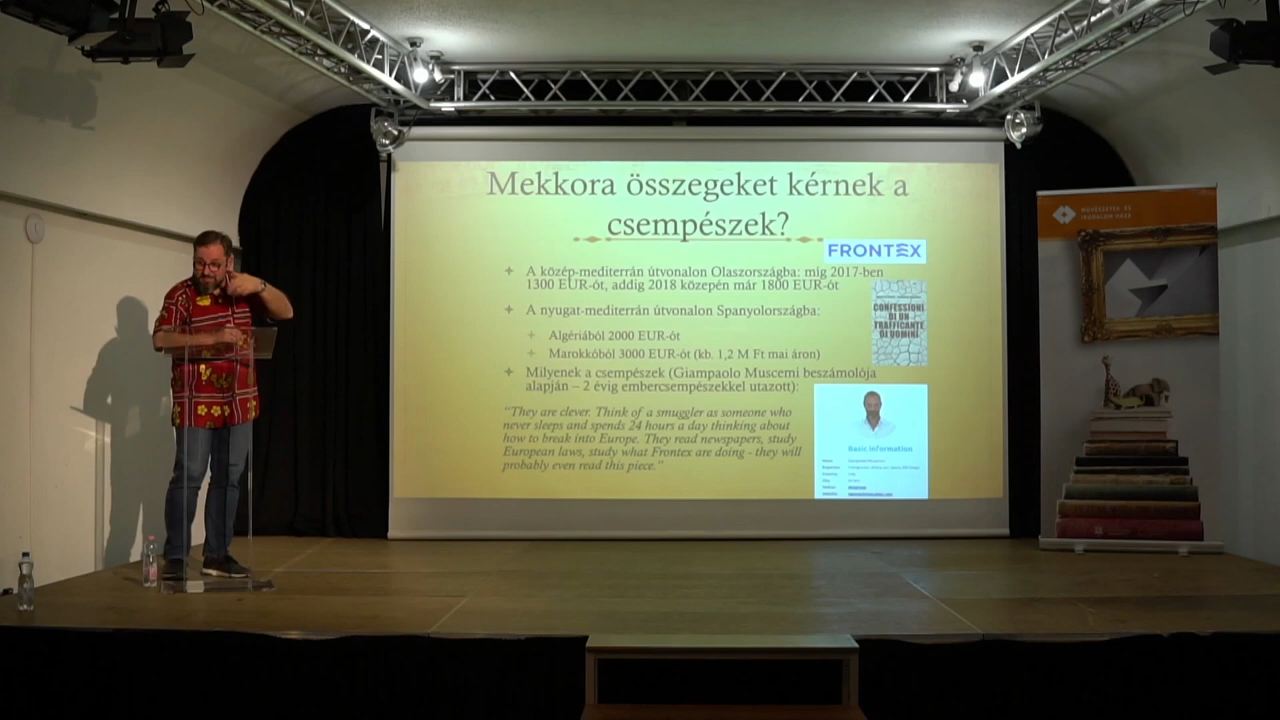 Mekkora összegeket kérnek a
csempészek?
FRONTEX
A közép-mediterrán útvonalon Olaszországba: míg 2017-ben
1300 EUR-ót, addig 2018 közepén már 1800 EUR-ót
A nyugat-mediterrán útvonalon Spanyolországba:
Algériából 2000 EUR-ót
Marokkóból 3000 EUR-ót (kb. 1,2 M Ft mai áron)
Milyenek a csempészek (Giampaolo Muscemi beszámolója
alapján – 2 évig embercsempészekkel utazott):
"They are clever. Think of a smuggler as someone who
never sleeps and spends 24 hours a day thinking about
how to break into Europe. They read newspapers, study
European laws, study what Frontex are doing - they will
probably even read this piece."
CONFESSIONI
DI UN
TRAFFICANTE
DI UOMINI
Basic information
MŰVÉSZETEK ÉS
IRODALOM HÁZA